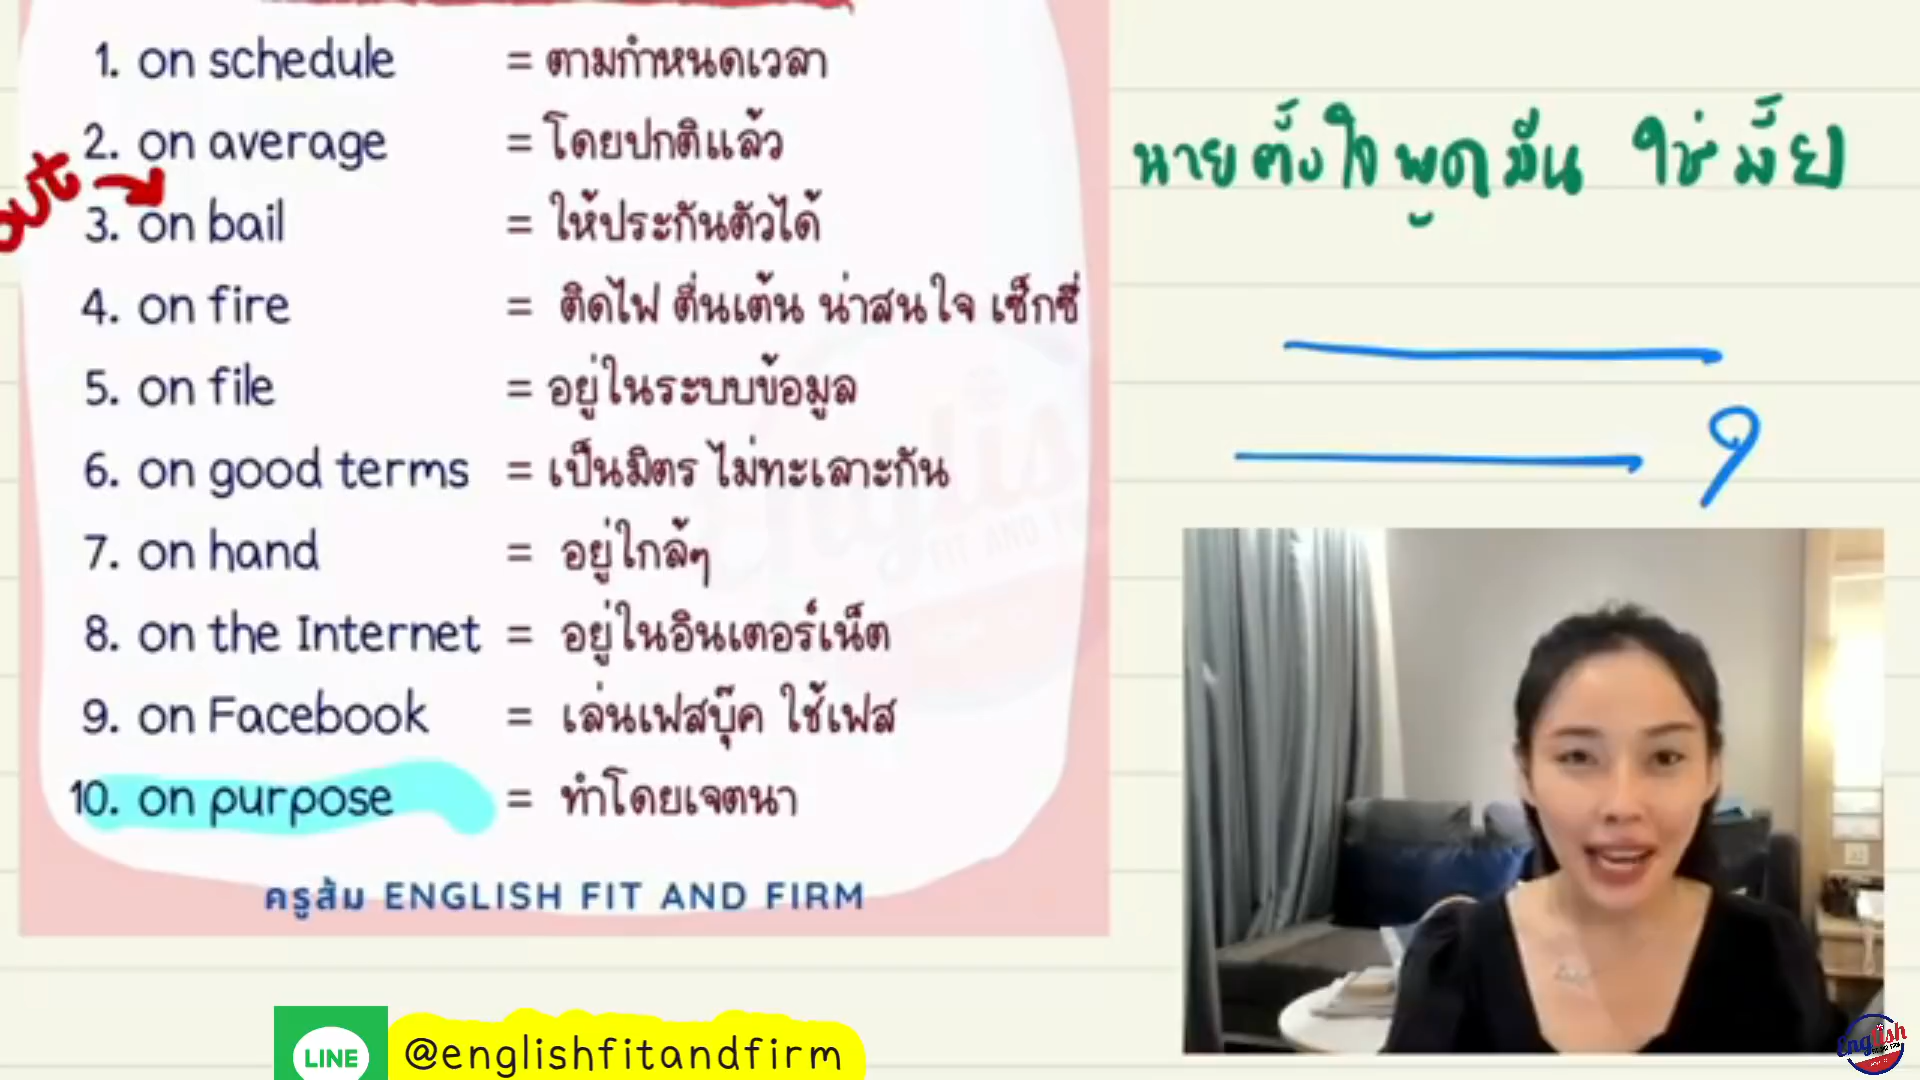 1. on schedule = ตามกำหนดเวลา
2. on average = โดยปกติแล้ว
out
3. on bail = ให้ประกันตัวได้
4. on fire = ติดไฟ ตื่นเต้น น่าสนใจ เซ็กซี่
5. on file = อยู่ในระบบข้อมูล
6. on good terms = เป็นมิตร ไม่ทะเลาะกัน
7. on hand = อยู่ใกล้ๆ
8. on the Internet = อยู่ในอินเตอร์เน็ต
9. on Facebook = เล่นเฟสบุ๊ค ใช้เฟส
10. on purpose = ทำโดยเจตนา
ครูส้ม ENGLISH FIT AND FIRM
LINE @englishfitandfirm
นายตั้งใจพูดมันใช่มั้ย
?
English
FIT AND FIRM
English